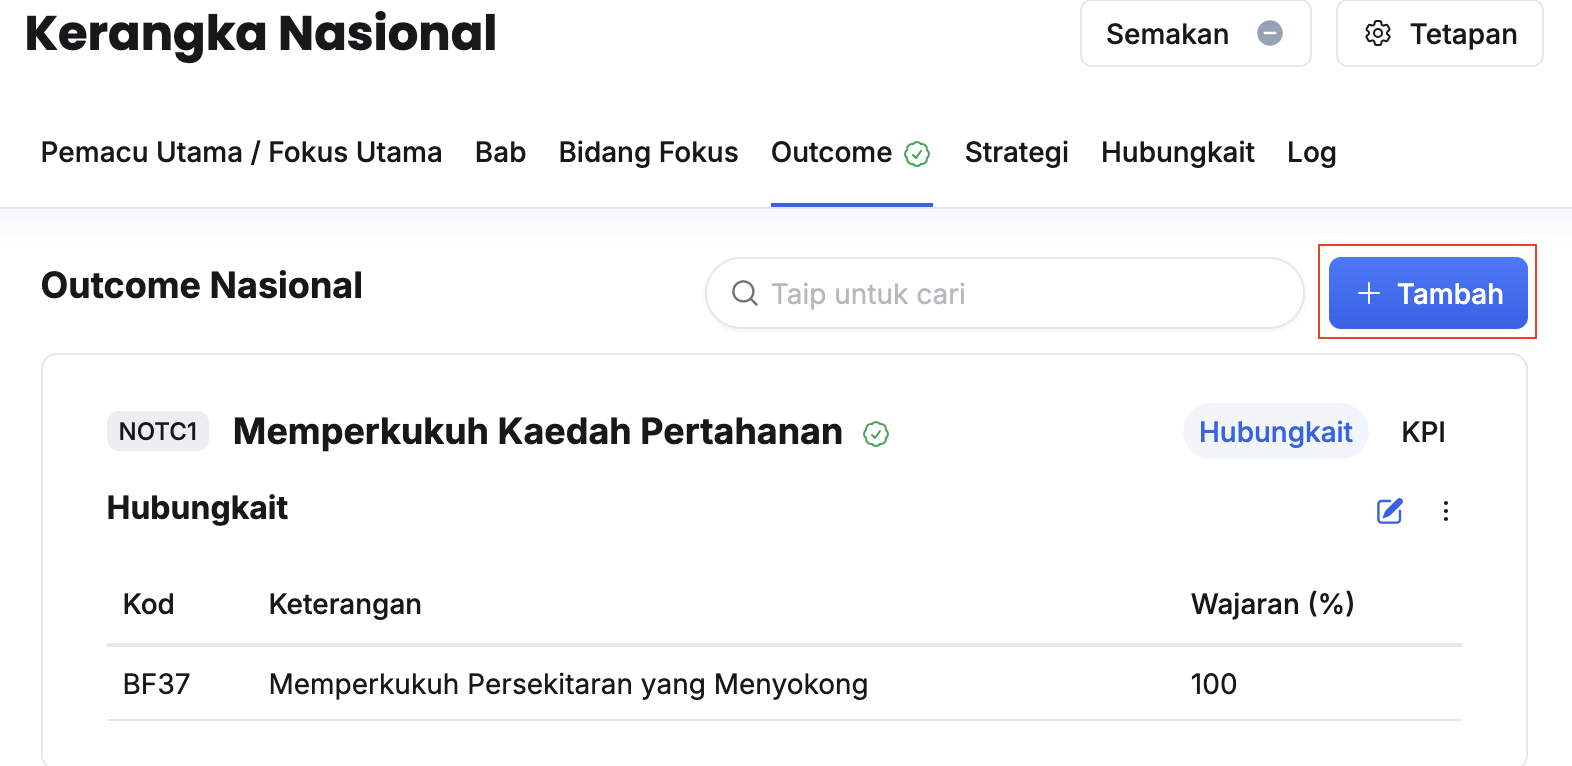 Kerangka Nasional
Semakan
Tetapan
Pemacu Utama / Fokus Utama Bab Bidang Fokus Outcome Strategi Hubungkait Log
Outcome Nasional
Taip untuk cari
+ Tambah
NOTC1 Memperkukuh Kaedah Pertahanan
Hubungkait KPI
Hubungkait
Kod Keterangan Wajaran (%)
BF37 Memperkukuh Persekitaran yang Menyokong 100